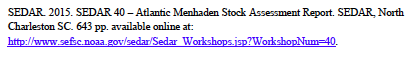 SEDAR. 2015. SEDAR 40 – Atlantic Menhaden Stock Assessment Report. SEDAR, North
Charleston SC. 643 pp. available online at:
http://www.sefsc.noaa.gov/sedar/Sedar_Workshops.jsp?WorkshopNum=40.